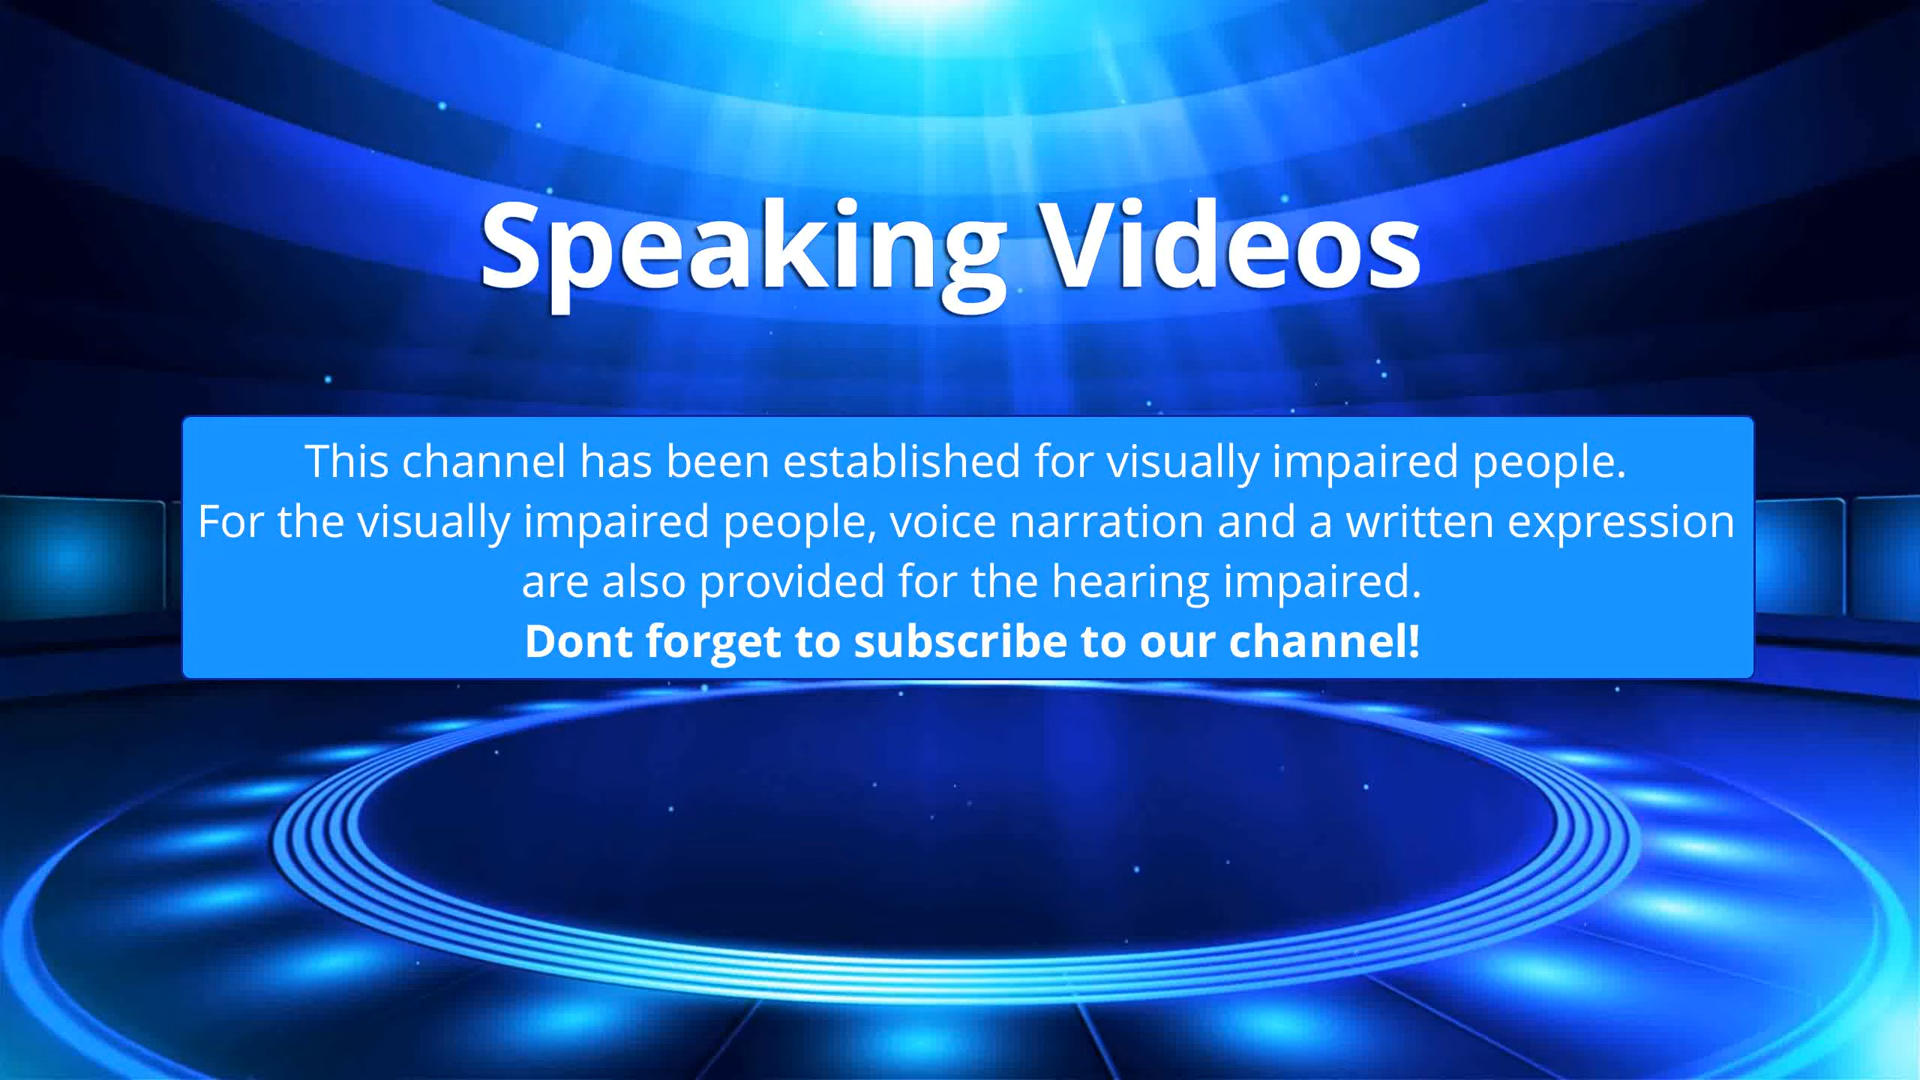 Speaking Videos
This channel has been established for visually impaired people.
For the visually impaired people, voice narration and a written expression
are also provided for the hearing impaired.
Dont forget to subscribe to our channel!